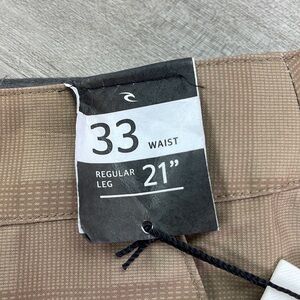 33 WAIST
REGULAR
LEG 21"